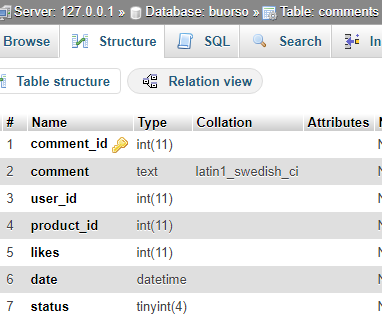 Server: 127.0.0.1 » Database: buorso » Table: comments
Browse Structure SQL Search In
Table structure Relation view
# Name Type Collation Attributes N
1 comment_id int(11) N
2 comment text latin1_swedish_ci N
3 user_id int(11) N
4 product_id int(11) N
5 likes int(11) N
6 date datetime N
7 status tinyint(4) N